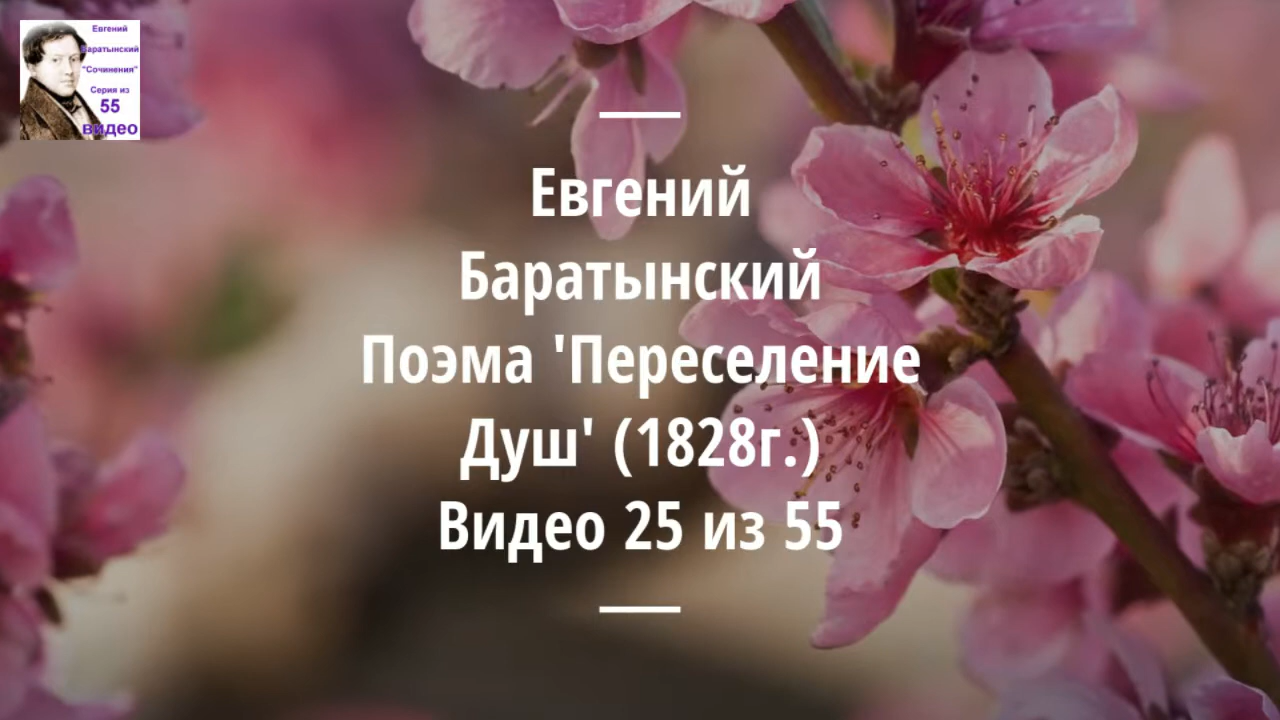 Евгений
Баратынский
"Сочинения"
Серия из
55
видео
Евгений
Баратынский
Поэма 'Переселение
Душ' (1828г.)
Видео 25 из 55